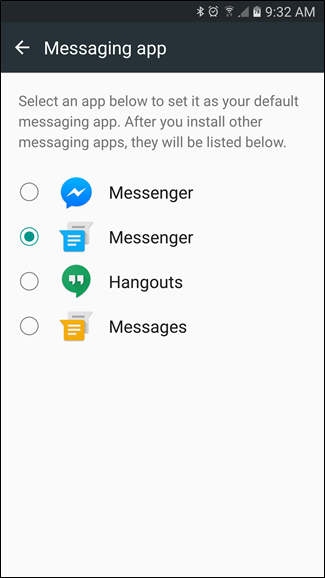 9:32 AM
Messaging app
Select an app below to set it as your default
messaging app. After you install other
messaging apps, they will be listed below.
Messenger
Messenger
Hangouts
Messages